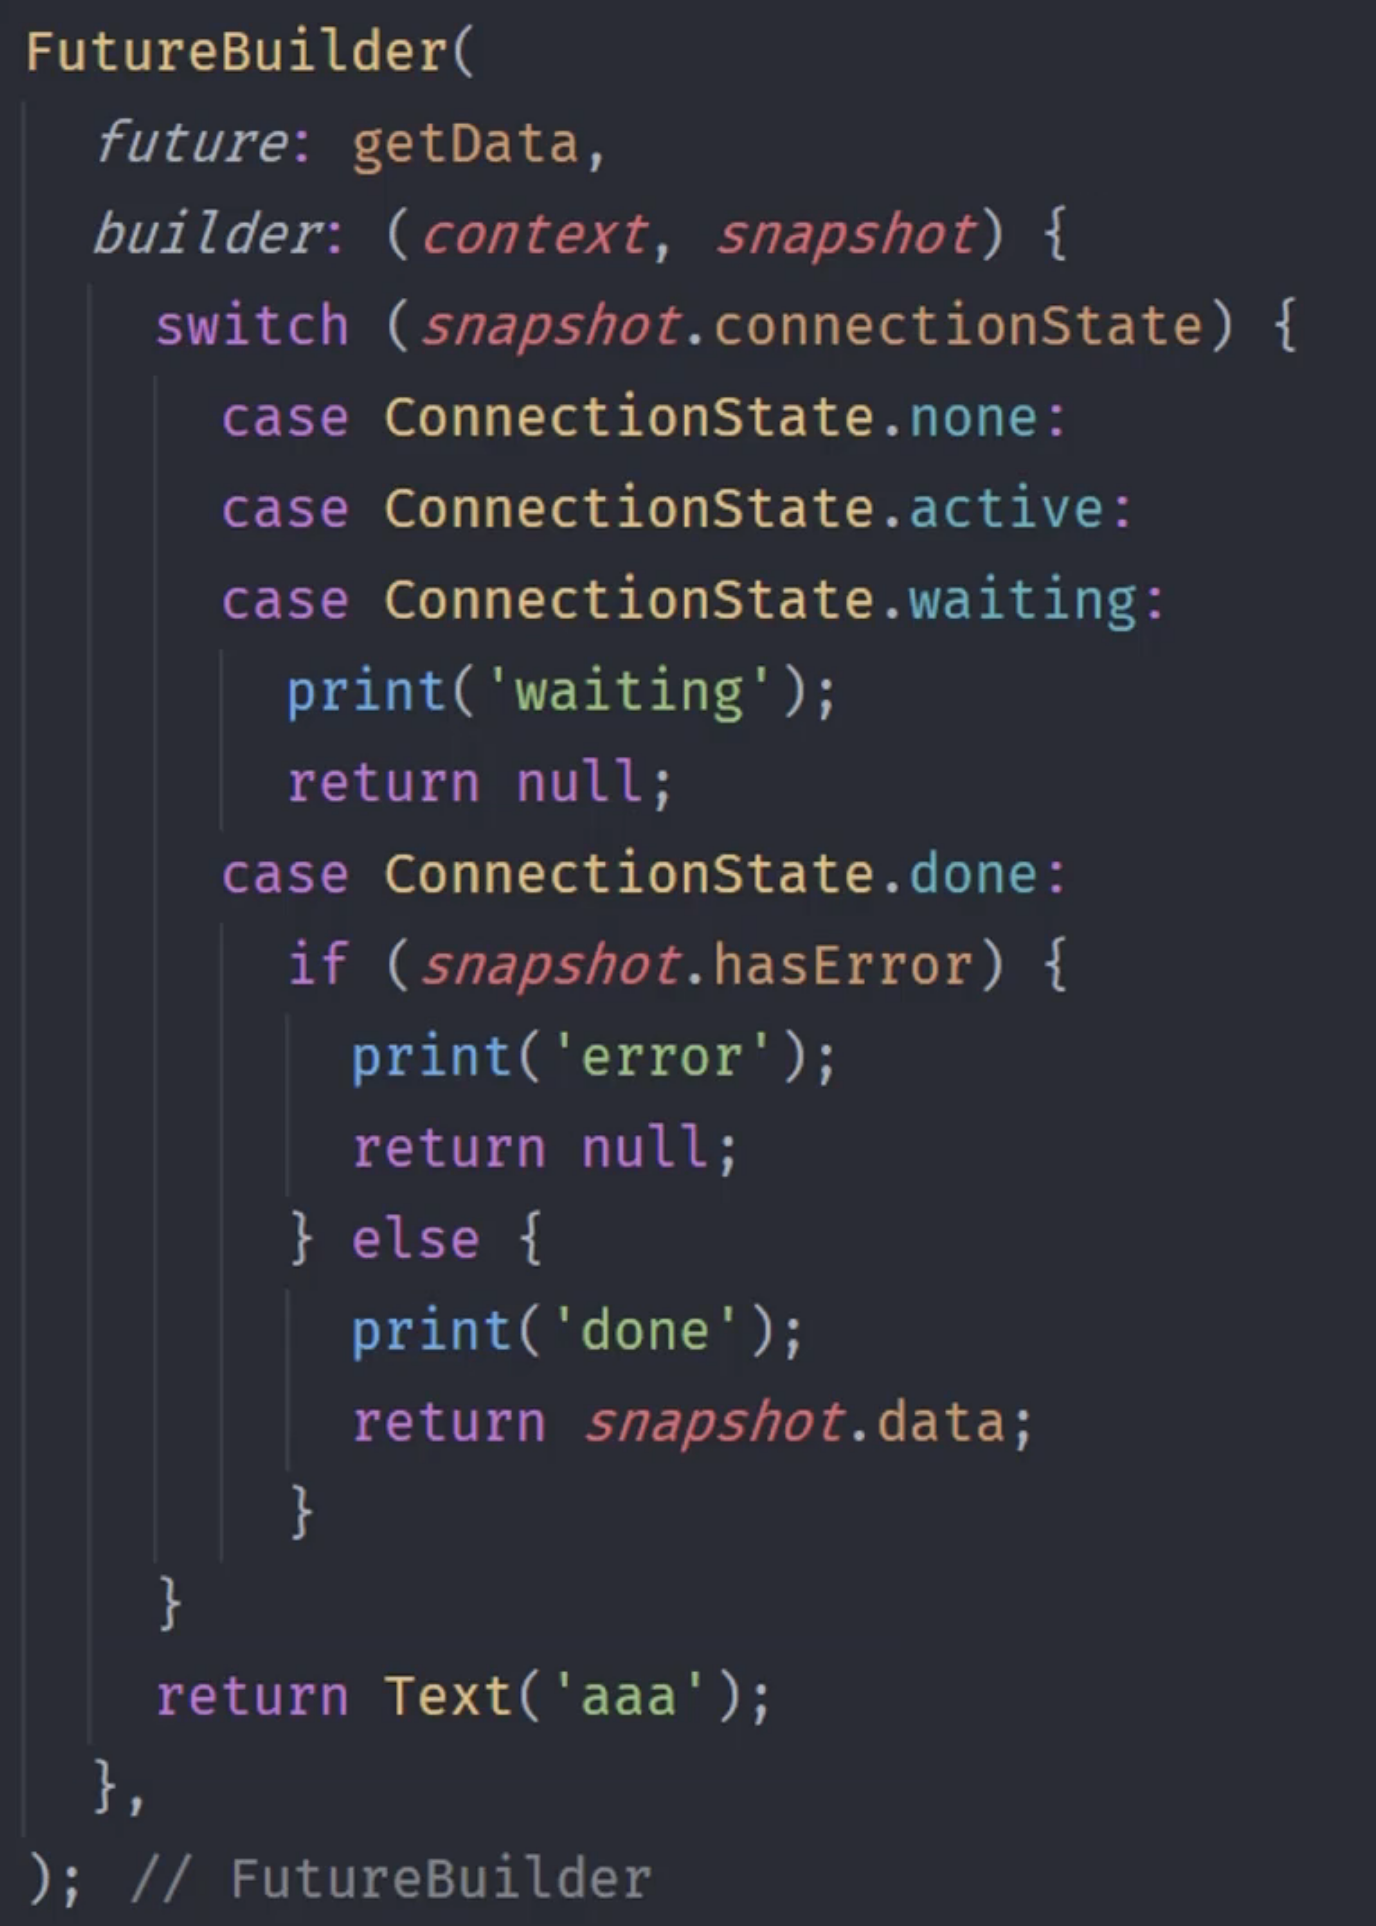 FutureBuilder(
future: getData,
builder: (context, snapshot) {
switch (snapshot.connectionState) {
case ConnectionState.none:
case ConnectionState.active:
case ConnectionState.waiting:
print('waiting');
return null;
case ConnectionState.done:
if (snapshot.hasError) {
print('error');
return null;
} else {
print('done');
return snapshot.data;
}
}
return Text('aaa');
},
); // FutureBuilder